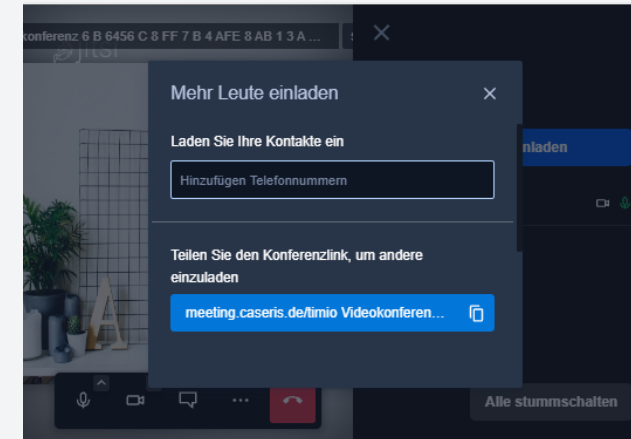 konferenz 6 B 6456 C 8 FF 7 B 4 AFE 8 AB 1 3 A ...
jitsi
Mehr Leute einladen
Laden Sie Ihre Kontakte ein
Hinzufügen Telefonnummern
nladen
Teilen Sie den Konferenzlink, um andere
einzuladen
meeting.caseris.de/timio Videokonferen...
Alle stummschalten